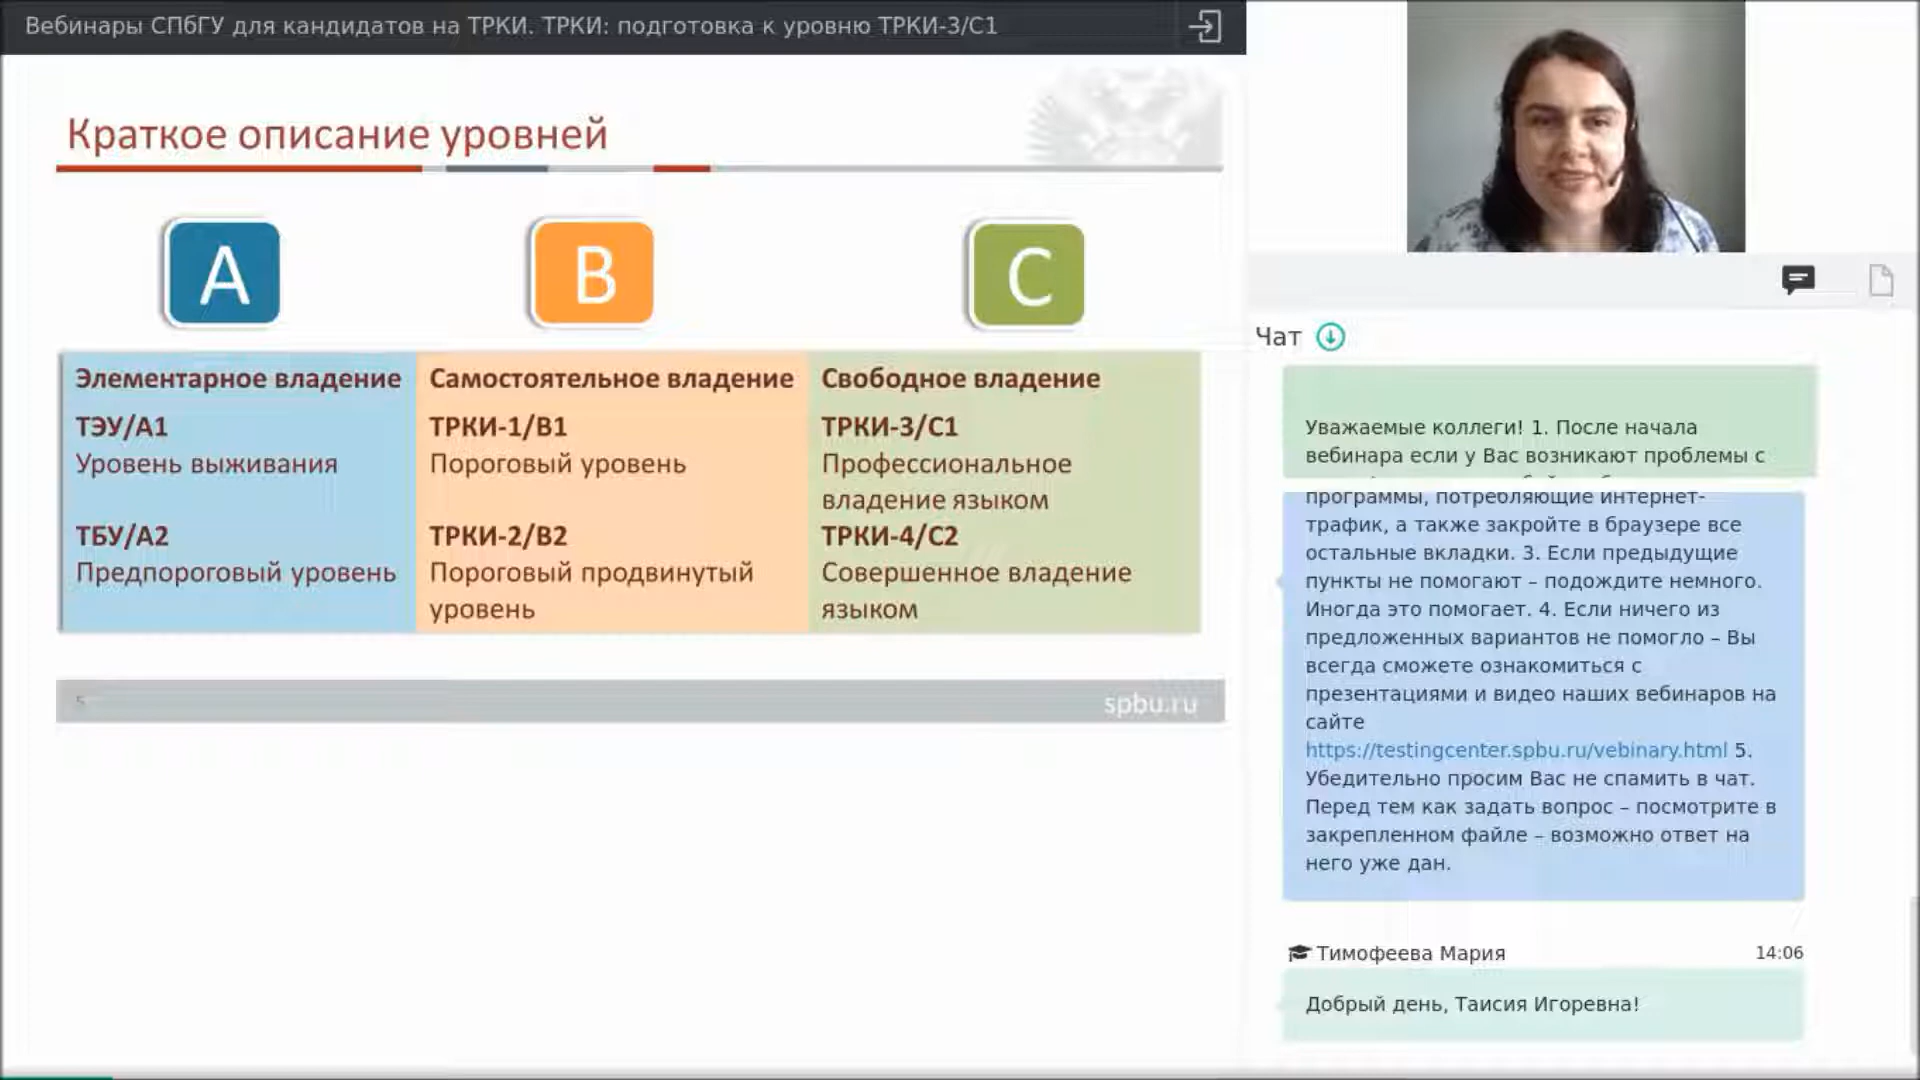 Вебинары СПбГУ для кандидатов на ТРКИ. ТРКИ: подготовка к уровню ТРКИ-3/С1
Краткое описание уровней
A
B
C
Элементарное владение
ТЭУ/А1
Уровень выживания
ТБУ/А2
Предпороговый уровень
Самостоятельное владение
ТРКИ-1/В1
Пороговый уровень
ТРКИ-2/В2
Пороговый продвинутый
уровень
Свободное владение
ТРКИ-3/С1
Профессиональное
владение языком
ТРКИ-4/С2
Совершенное владение
языком
5
spbu.ru
Чат
Уважаемые коллеги! 1. После начала
вебинара если у Вас возникают проблемы с
программы, потребляющие интернет-
трафик, а также закройте в браузере все
остальные вкладки. 3. Если предыдущие
пункты не помогают – подождите немного.
Иногда это помогает. 4. Если ничего из
предложенных вариантов не помогло – Вы
всегда сможете ознакомиться с
презентациями и видео наших вебинаров на
сайте
https://testingcenter.spbu.ru/vebinary.html 5.
Убедительно просим Вас не спамить в чат.
Перед тем как задать вопрос – посмотрите в
закрепленном файле – возможно ответ на
него уже дан.
Тимофеева Мария 14:06
Добрый день, Таисия Игоревна!